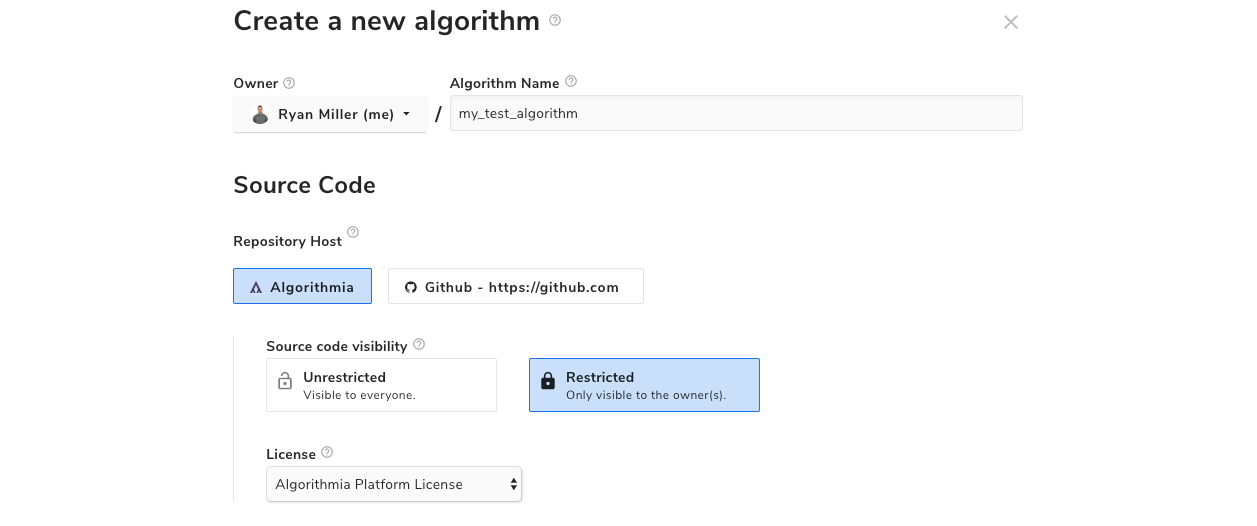 Create a new algorithm
Owner
Algorithm Name
Ryan Miller (me)
/
my_test_algorithm
Source Code
Repository Host
Algorithmia
Github - https://github.com
Source code visibility
Unrestricted
Visible to everyone.
Restricted
Only visible to the owner(s).
License
Algorithmia Platform License